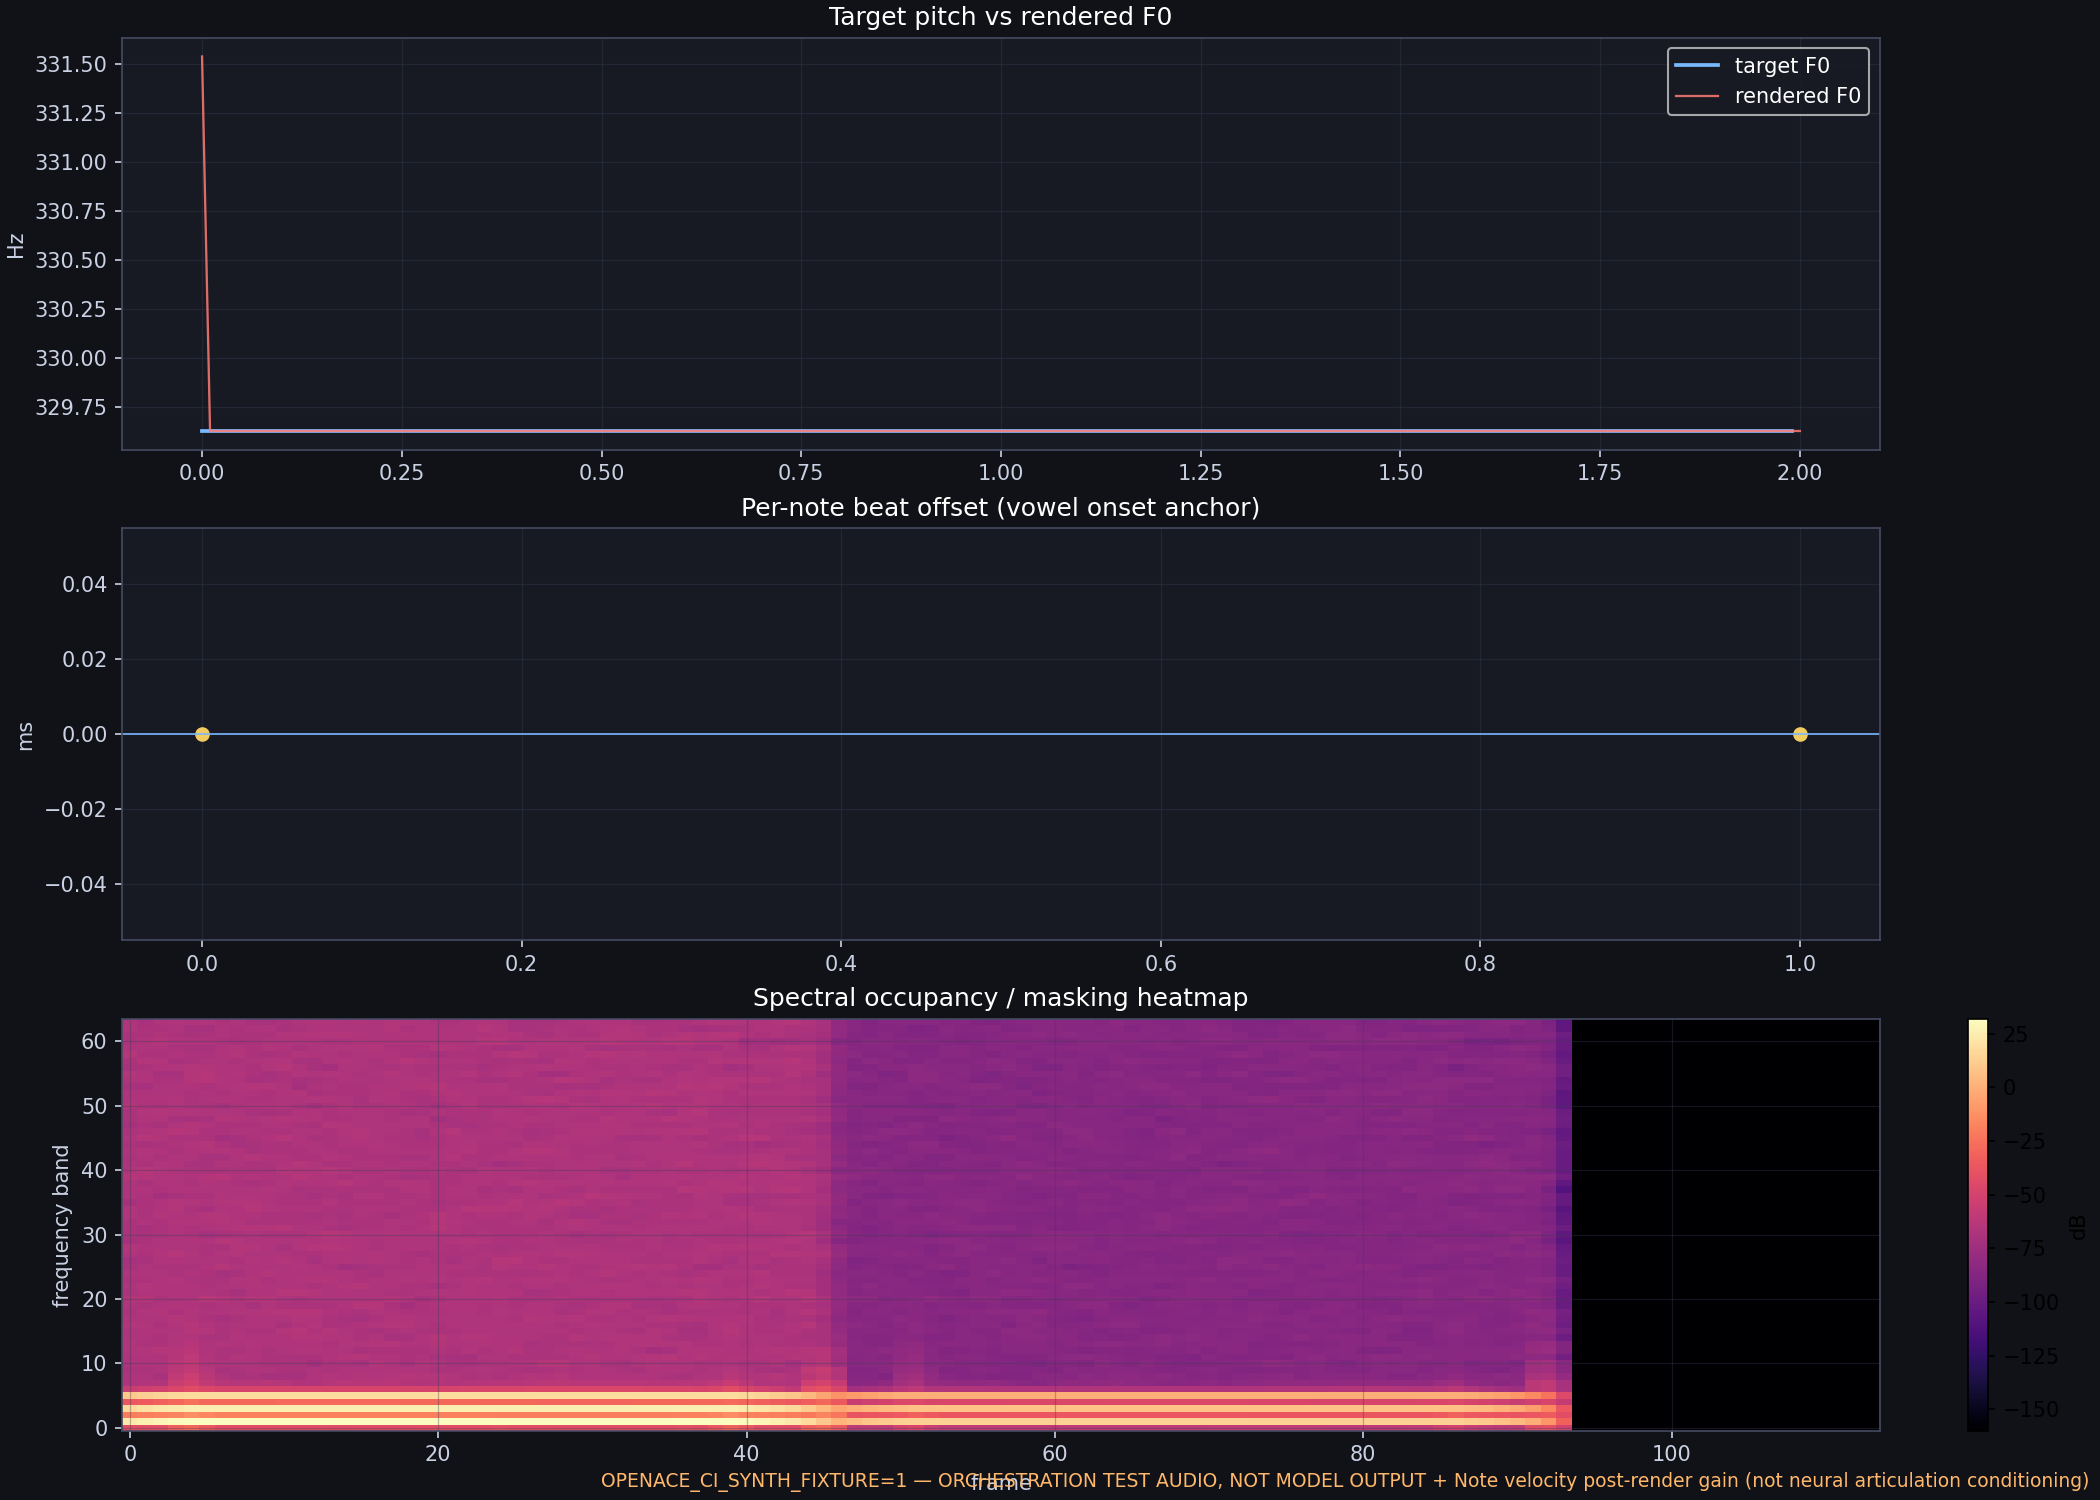 Target pitch vs rendered F0
331.50
331.25
331.00
330.75
330.50
330.25
330.00
329.75
Hz
target F0
rendered F0
0.00 0.25 0.50 0.75 1.00 1.25 1.50 1.75 2.00
Per-note beat offset (vowel onset anchor)
0.04
0.02
0.00
−0.02
−0.04
ms
0.0 0.2 0.4 0.6 0.8 1.0
Spectral occupancy / masking heatmap
60
50
40
30
20
10
0
frequency band
0 20 40 60 80 100
frame
25
0
−25
−50
−75
−100
−125
−150
dB
OPENACE_CI_SYNTH_FIXTURE=1 — ORCHESTRATION TEST AUDIO, NOT MODEL OUTPUT + Note velocity post-render gain (not neural articulation conditioning)